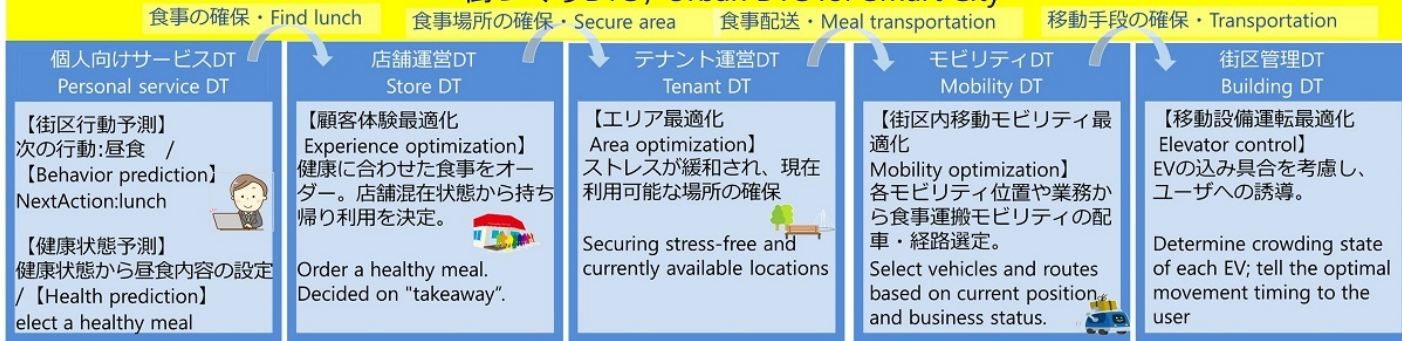 街づくりDTC / Urban DTC for Smart City
食事の確保・Find lunch
食事場所の確保・Secure area
食事配送・Meal transportation
移動手段の確保・Transportation
個人向けサービスDT
Personal service DT
【街区行動予測】
次の行動:昼食 /
【Behavior prediction】
NextAction:lunch
【健康状態予測】
健康状態から昼食内容の設定
/【Health prediction】
elect a healthy meal
店舗運営DT
Store DT
【顧客体験最適化
Experience optimization】
健康に合わせた食事をオー
ダー。店舗混在状態から持ち
帰り利用を決定。
Order a healthy meal.
Decided on "takeaway".
テナント運営DT
Tenant DT
【エリア最適化
Area optimization】
ストレスが緩和され、現在
利用可能な場所の確保
Securing stress-free and
currently available locations
モビリティDT
Mobility DT
【街区内移動モビリティ最
適化
Mobility optimization】
各モビリティ位置や業務か
ら食事運搬モビリティの配
車・経路選定。
Select vehicles and routes
based on current position
and business status.
街区管理DT
Building DT
【移動設備運転最適化
Elevator control】
EVの込み具合を考慮し、
ユーザへの誘導。
Determine crowding state
of each EV; tell the optimal
movement timing to the
user